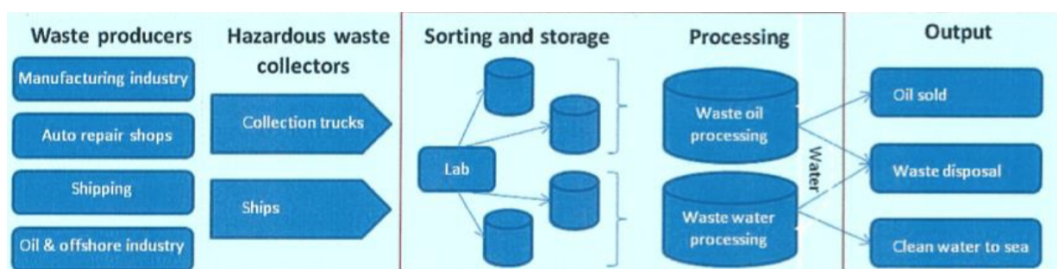 Waste producers
Manufacturing industry
Auto repair shops
Shipping
Oil & offshore industry
Hazardous waste
collectors
Collection trucks
Ships
Sorting and storage
Lab
Processing
Waste oil
processing
Waste water
processing
Water
Output
Oil sold
Waste disposal
Clean water to sea